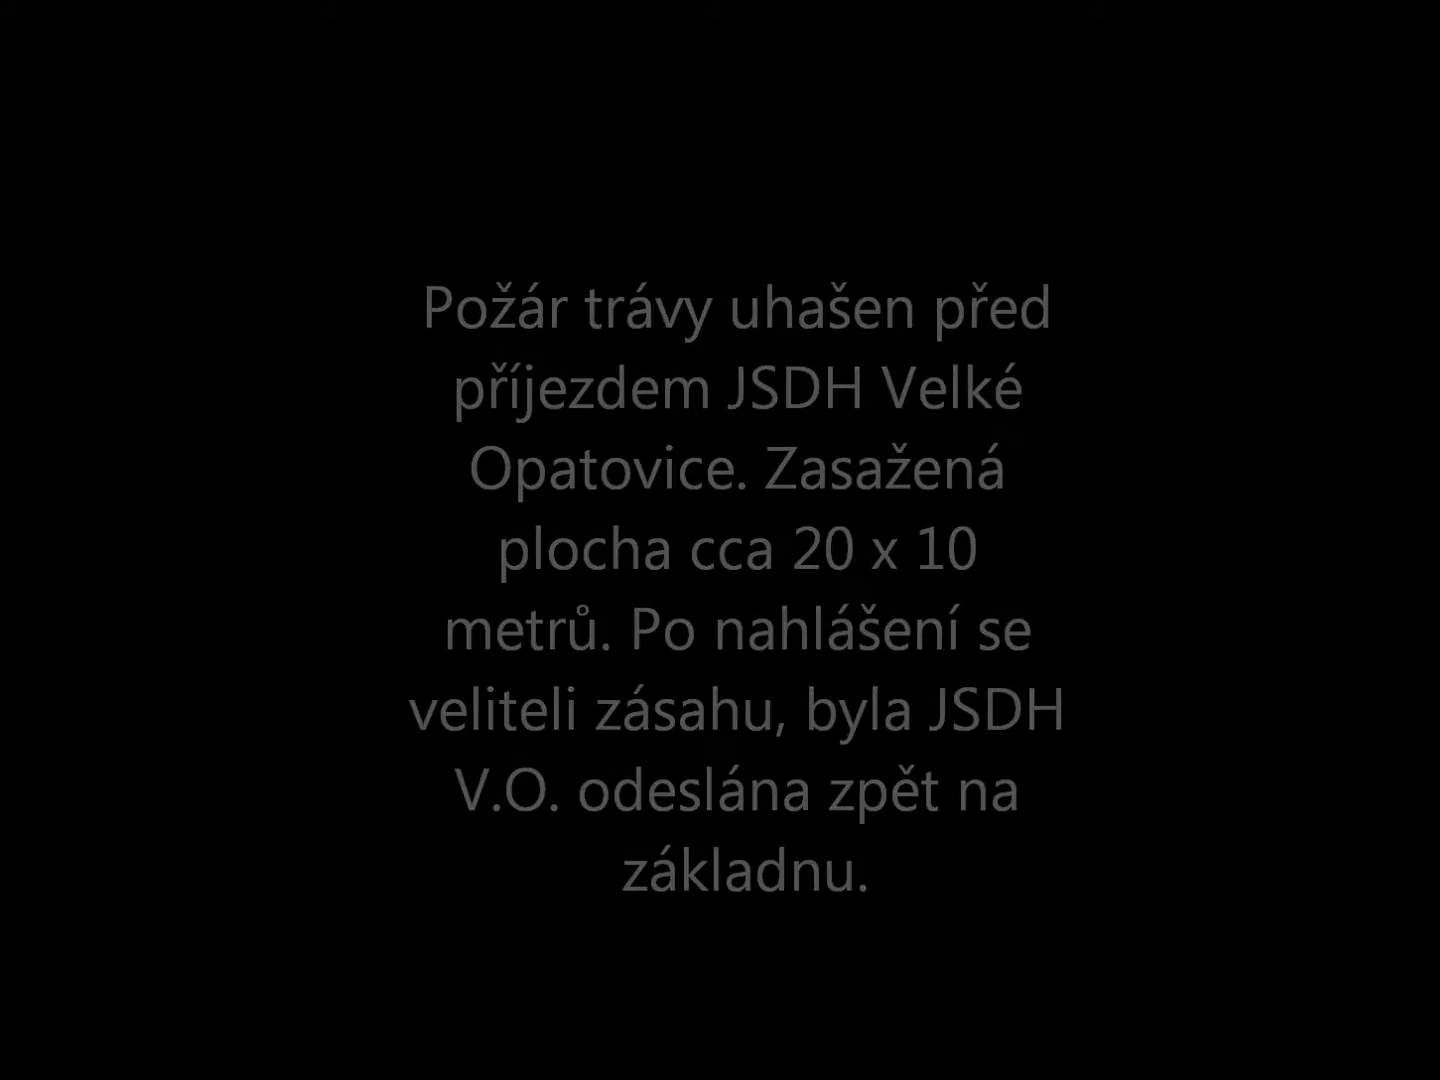 Požár trávy uhašen před
příjezdem JSDH Velké
Opatovice. Zasažená
plocha cca 20 x 10
metrů. Po nahlášení se
veliteli zásahu, byla JSDH
V.O. odeslána zpět na
základnu.